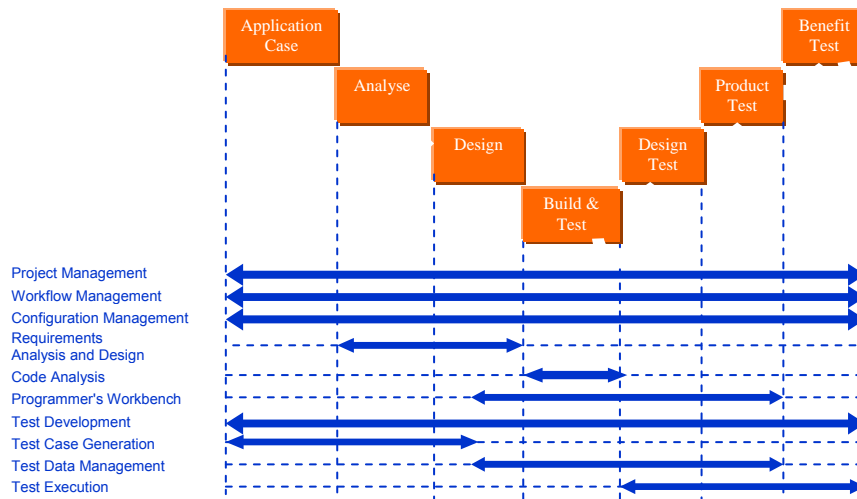 Application
Case
Benefit
Test
Analyse
Product
Test
Design
Design
Test
Build &
Test
Project Management
Workflow Management
Configuration Management
Requirements
Analysis and Design
Code Analysis
Programmer's Workbench
Test Development
Test Case Generation
Test Data Management
Test Execution